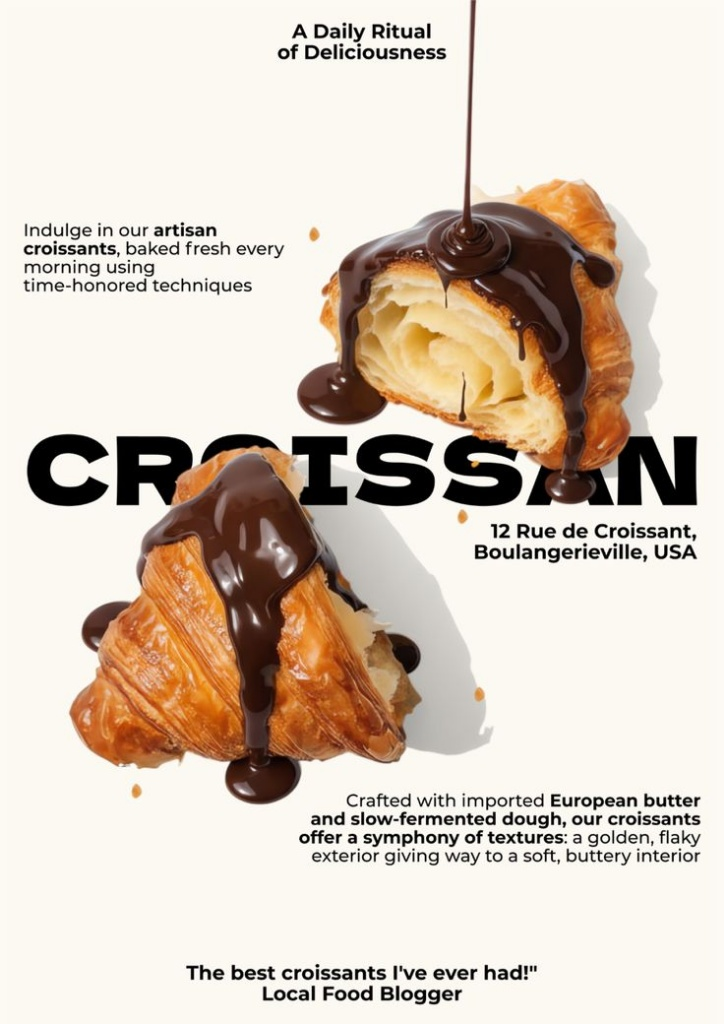 A Daily Ritual
of Deliciousness
Indulge in our artisan
croissants, baked fresh every
morning using
time-honored techniques
CROISSAN
12 Rue de Croissant,
Boulangerieville, USA
Crafted with imported European butter
and slow-fermented dough, our croissants
offer a symphony of textures: a golden, flaky
exterior giving way to a soft, buttery interior
The best croissants I've ever had!"
Local Food Blogger